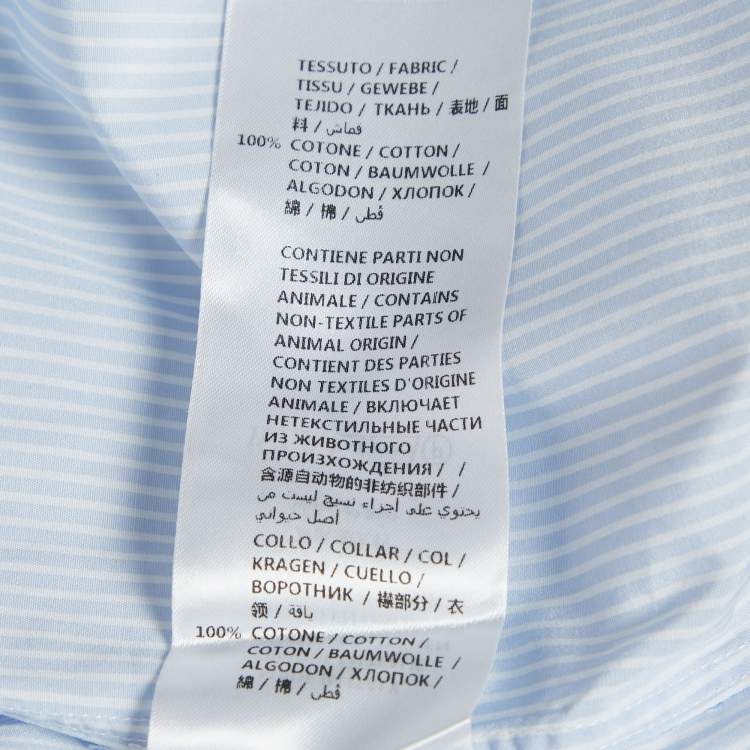 TESSUTO / FABRIC /
TISSU / GEWEBE /
TEJIDO / ТКАНЬ / 表地 / 面
料 / قماش
100% COTONE / COTTON /
COTON / BAUMWOLLE /
ALGODON / ХЛОПОК /
綿 / 棉 / قطن
CONTIENE PARTI NON
TESSILI DI ORIGINE
ANIMALE / CONTAINS
NON-TEXTILE PARTS OF
ANIMAL ORIGIN /
CONTIENT DES PARTIES
NON TEXTILES D'ORIGINE
ANIMALE / ВКЛЮЧАЕТ
НЕТЕКСТИЛЬНЫЕ ЧАСТИ
ИЗ ЖИВОТНОГО
ПРОИЗХОЖДЕНИЯ / /
含源自动物的非纺织部件 /
يحتوي على أجزاء نسيج ليست من
أصل حيواني
COLLO / COLLAR / COL /
KRAGEN / CUELLO /
ВОРОТНИК / 襟部分 / 衣
领 / ياقة
100% COTONE / COTTON /
COTON / BAUMWOLLE /
ALGODON / ХЛОПОК /
綿 / 棉 / قطن